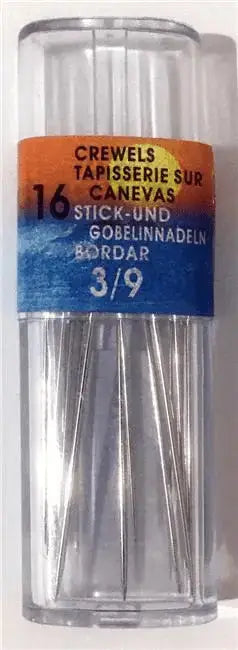 CREWELS
TAPISSERIE SUR
CANEVAS
16
STICK-UND
GOBELINNADELN
BORDAR
3/9